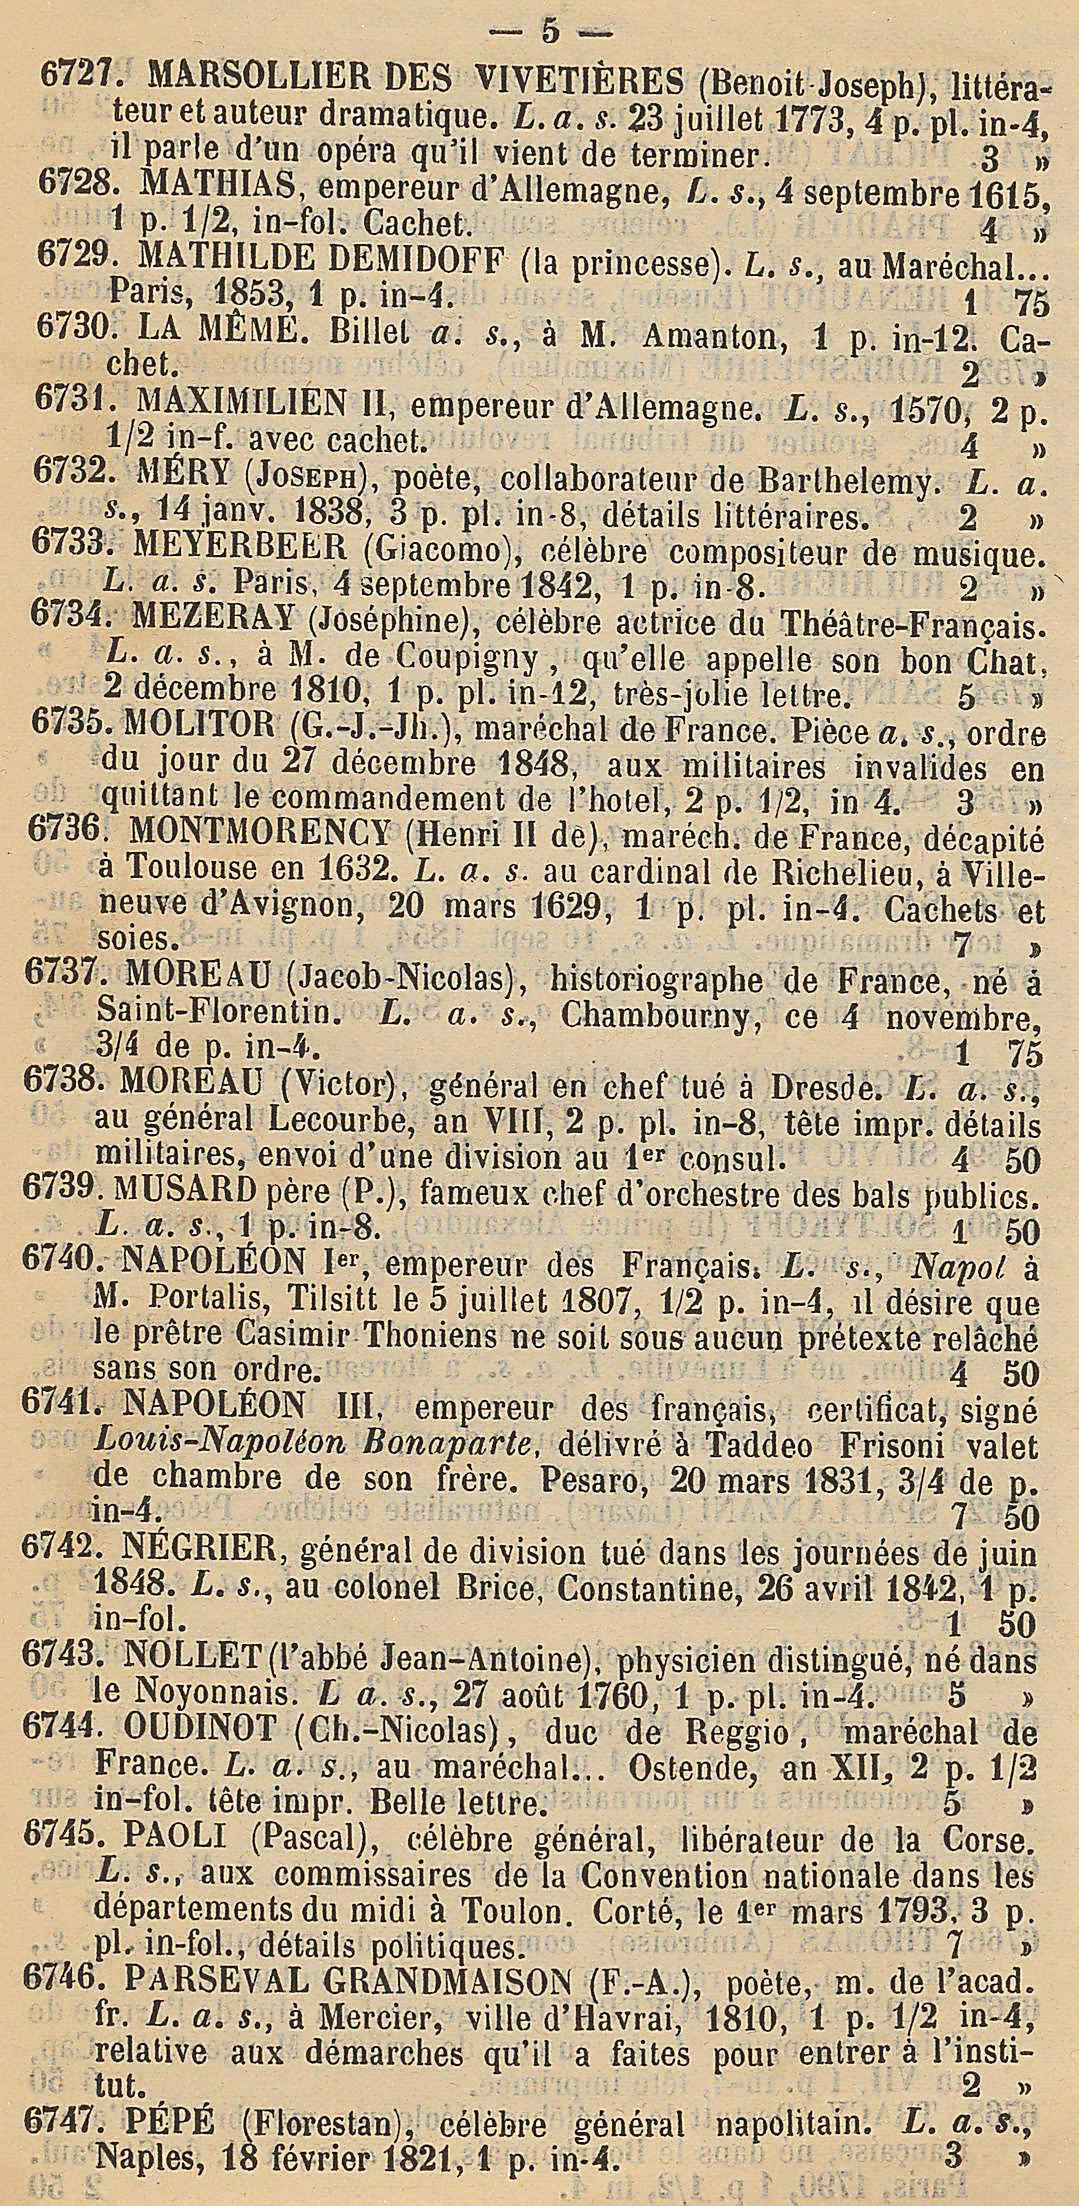 — 5 —
6727. MARSOLLIER DES VIVETIÈRES (Benoit-Joseph), littéra-
teur et auteur dramatique. L. a. s. 23 juillet 1773, 4 p. pl. in-4,
il parle d'un opéra qu'il vient de terminer. 3 »
6728. MATHIAS, empereur d'Allemagne, L. s., 4 septembre 1615,
1 p. 1/2, in-fol. Cachet. 4 »
6729. MATHILDE DEMIDOFF (la princesse). L. s., au Maréchal...
Paris, 1853, 1 p. in-4. 1 75
6730. LA MÊME. Billet a. s., à M. Amanton, 1 p. in-12. Ca-
chet. 2 »
6731. MAXIMILIEN II, empereur d'Allemagne. L. s., 1570, 2 p.
1/2 in-f. avec cachet. 4 »
6732. MÉRY (JOSEPH), poète, collaborateur de Barthelemy. L. a.
s., 14 janv. 1838, 3 p. pl. in-8, détails littéraires. 2 »
6733. MEYERBEER (Giacomo), célèbre compositeur de musique.
L. a. s. Paris, 4 septembre 1842, 1 p. in-8. 2 »
6734. MEZERAY (Joséphine), célèbre actrice du Théâtre-Français.
L. a. s., à M. de Coupigny, qu'elle appelle son bon Chat,
2 décembre 1810, 1 p. pl. in-12, très-jolie lettre. 5 »
6735. MOLITOR (G.-J.-Jh.), maréchal de France. Pièce a. s., ordre
du jour du 27 décembre 1848, aux militaires invalides en
quittant le commandement de l'hotel, 2 p. 1/2, in 4. 3 »
6736. MONTMORENCY (Henri II de), maréch. de France, décapité
à Toulouse en 1632. L. a. s. au cardinal de Richelieu, à Ville-
neuve d'Avignon, 20 mars 1629, 1 p. pl. in-4. Cachets et
soies. 7 »
6737. MOREAU (Jacob-Nicolas), historiographe de France, né à
Saint-Florentin. L. a. s., Chambourny, ce 4 novembre,
3/4 de p. in-4. 1 75
6738. MOREAU (Victor), général en chef tué à Dresde. L. a. s.,
au général Lecourbe, an VIII, 2 p. pl. in-8, tête impr. détails
militaires, envoi d'une division au 1er consul. 4 50
6739. MUSARD père (P.), fameux chef d'orchestre des bals publics.
L. a. s., 1 p. in-8. 1 50
6740. NAPOLÉON Ier, empereur des Français. L. s., Napol à
M. Portalis, Tilsitt le 5 juillet 1807, 1/2 p. in-4, il désire que
le prêtre Casimir Thoniens ne soit sous aucun prétexte relâché
sans son ordre. 4 50
6741. NAPOLÉON III, empereur des français, certificat, signé
Louis-Napoléon Bonaparte, délivré à Taddeo Frisoni valet
de chambre de son frère. Pesaro, 20 mars 1831, 3/4 de p.
in-4. 7 50
6742. NÉGRIER, général de division tué dans les journées de juin
1848. L. s., au colonel Brice, Constantine, 26 avril 1842, 1 p.
in-fol. 1 50
6743. NOLLET (l'abbé Jean-Antoine), physicien distingué, né dans
le Noyonnais. L a. s., 27 août 1760, 1 p. pl. in-4. 5 »
6744. OUDINOT (Ch.-Nicolas), duc de Reggio, maréchal de
France. L. a. s., au maréchal... Ostende, an XII, 2 p. 1/2
in-fol. tête impr. Belle lettre. 5 »
6745. PAOLI (Pascal), célèbre général, libérateur de la Corse.
L. s., aux commissaires de la Convention nationale dans les
départements du midi à Toulon. Corté, le 1er mars 1793, 3 p.
pl. in-fol., détails politiques. 7 »
6746. PARSEVAL GRANDMAISON (F.-A.), poète, m. de l'acad.
fr. L. a. s., à Mercier, ville d'Havrai, 1810, 1 p. 1/2 in-4,
relative aux démarches qu'il a faites pour entrer à l'insti-
tut. 2 »
6747. PÉPÉ (Florestan), célèbre général napolitain. L. a. s.,
Naples, 18 février 1821, 1 p. in-4. 3 »